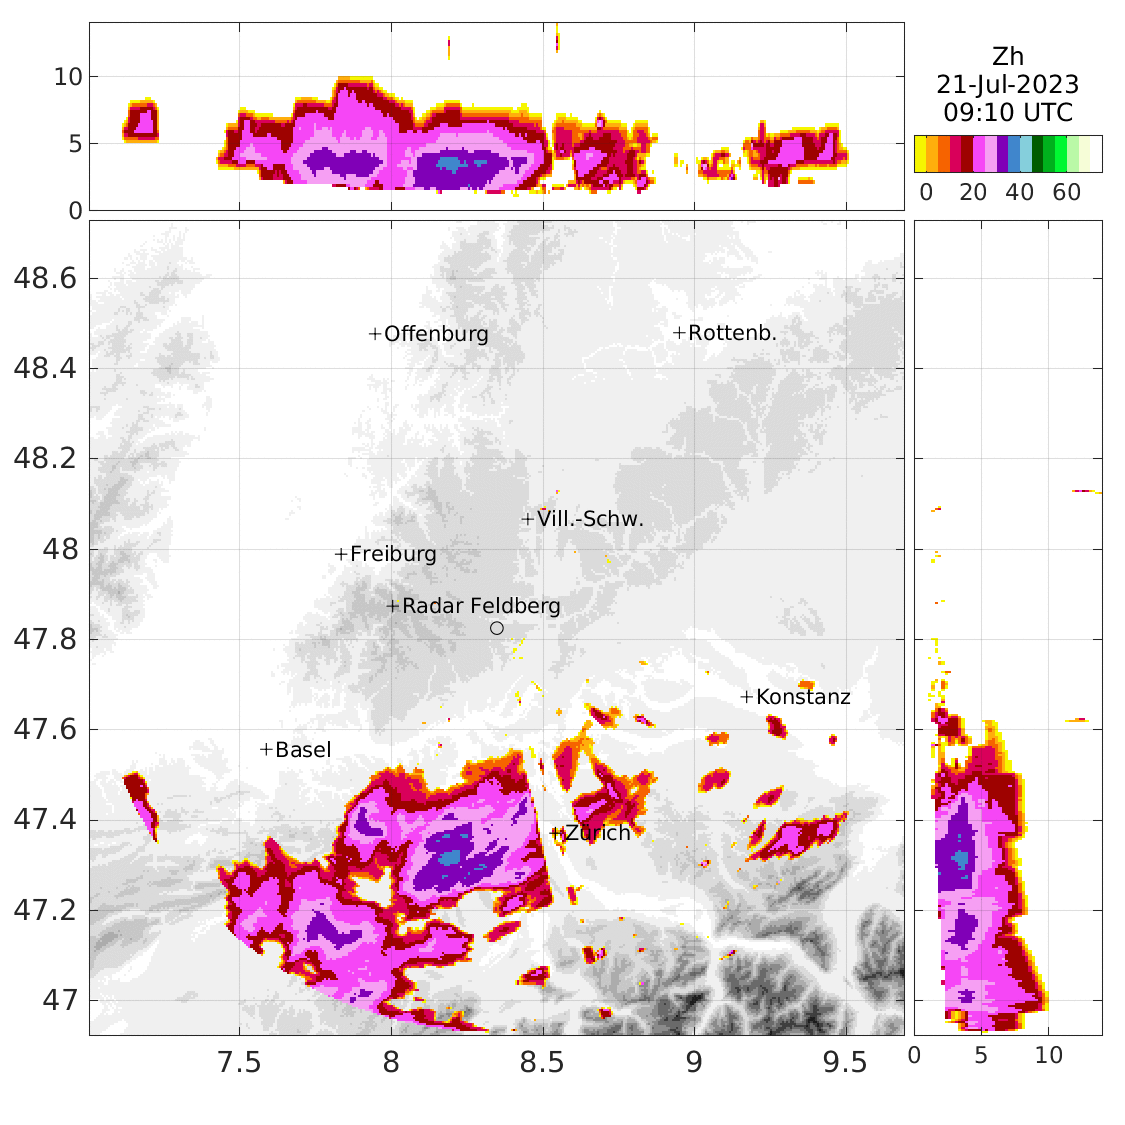 10
5
0
Zh
21-Jul-2023
09:10 UTC
0 20 40 60
48.6
48.4
48.2
48
47.8
47.6
47.4
47.2
47
Offenburg
Rottenb.
Vill.-Schw.
Freiburg
Radar Feldberg
Konstanz
Basel
Zürich
7.5 8 8.5 9 9.5
0 5 10